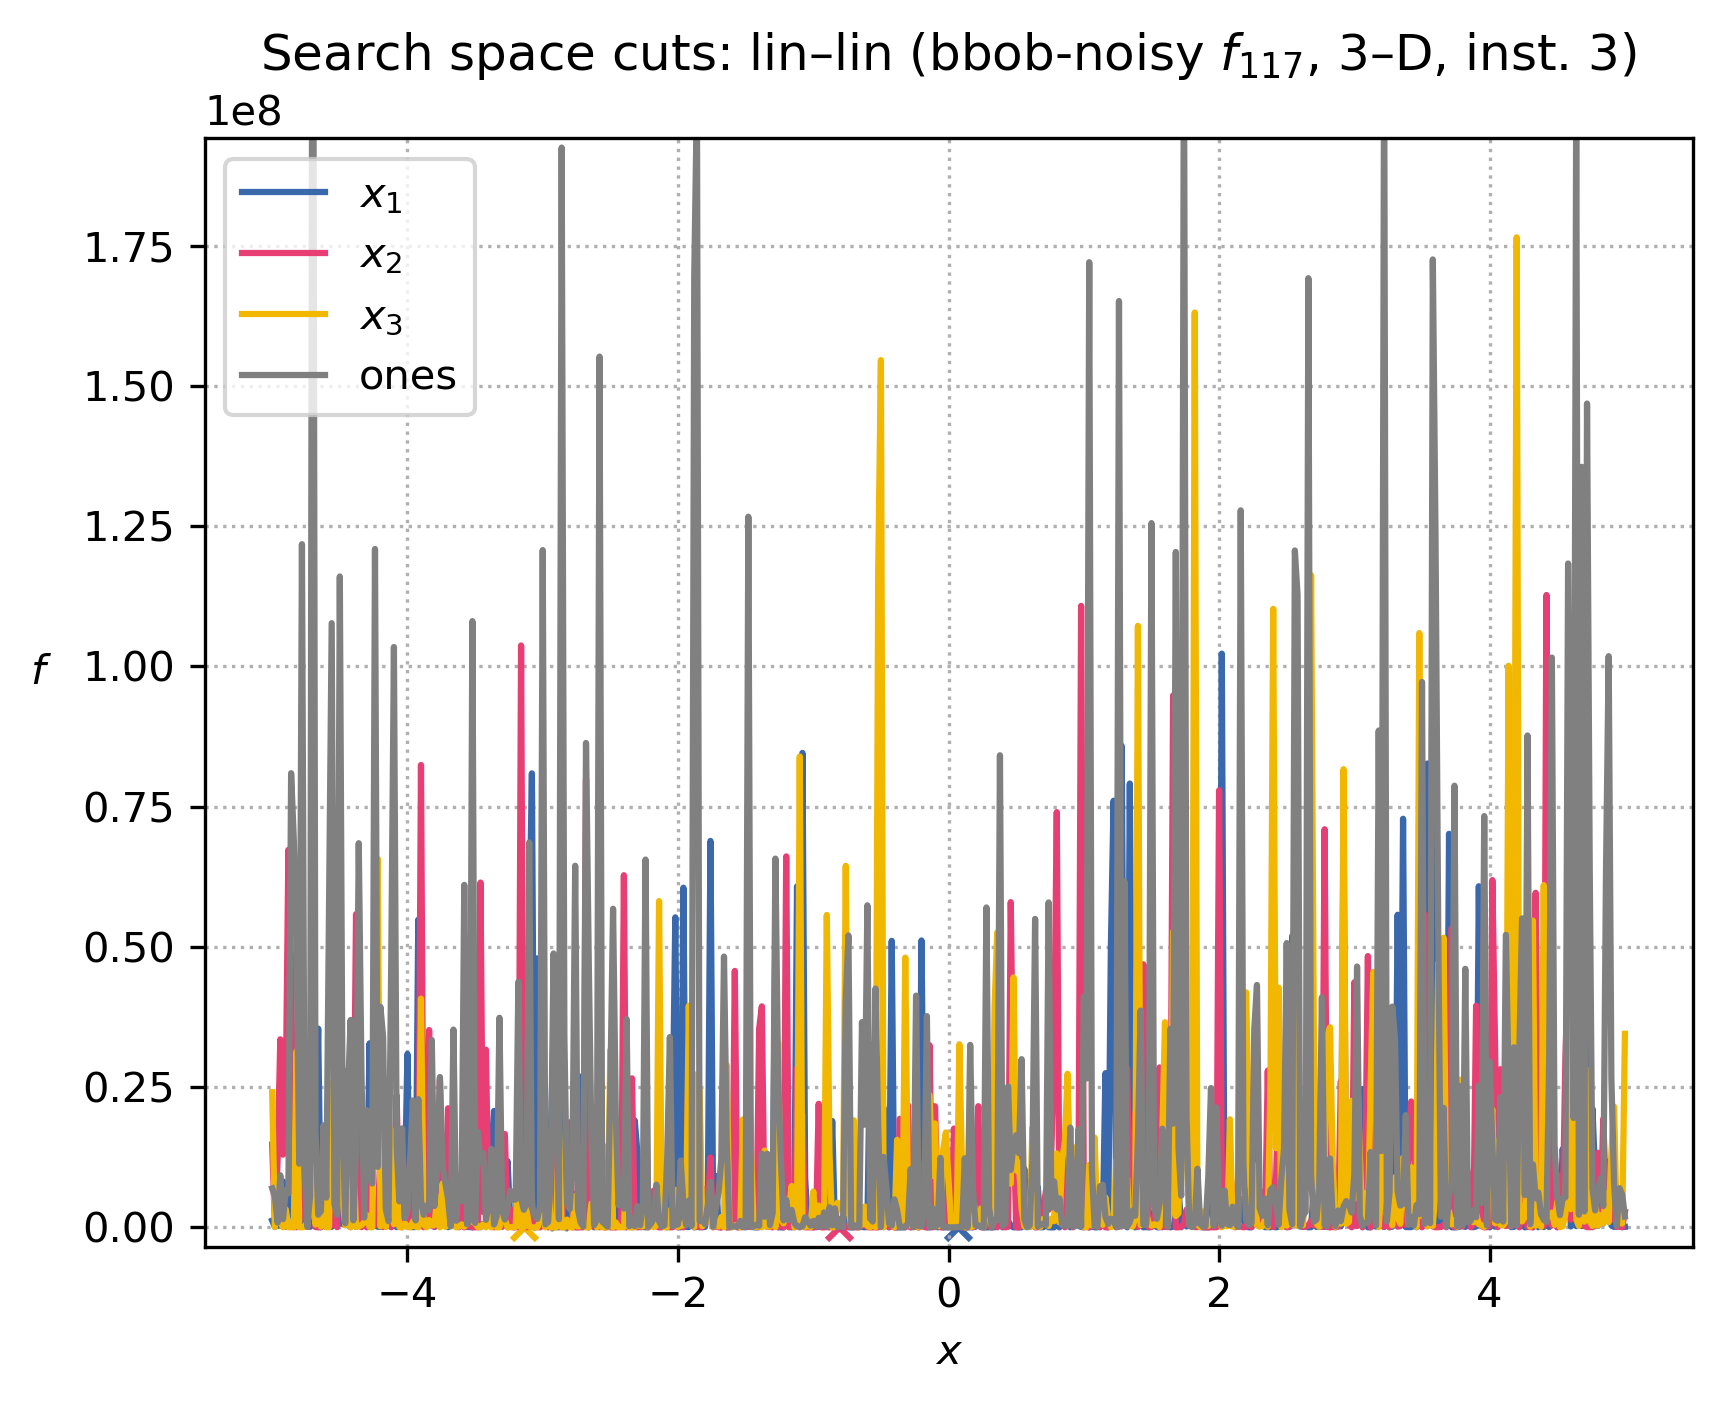 Search space cuts: lin–lin (bbob-noisy f₁₁₇, 3–D, inst. 3)
1e8
x₁
x₂
x₃
ones
1.75
1.50
1.25
1.00
0.75
0.50
0.25
0.00
f
−4
−2
0
2
4
x